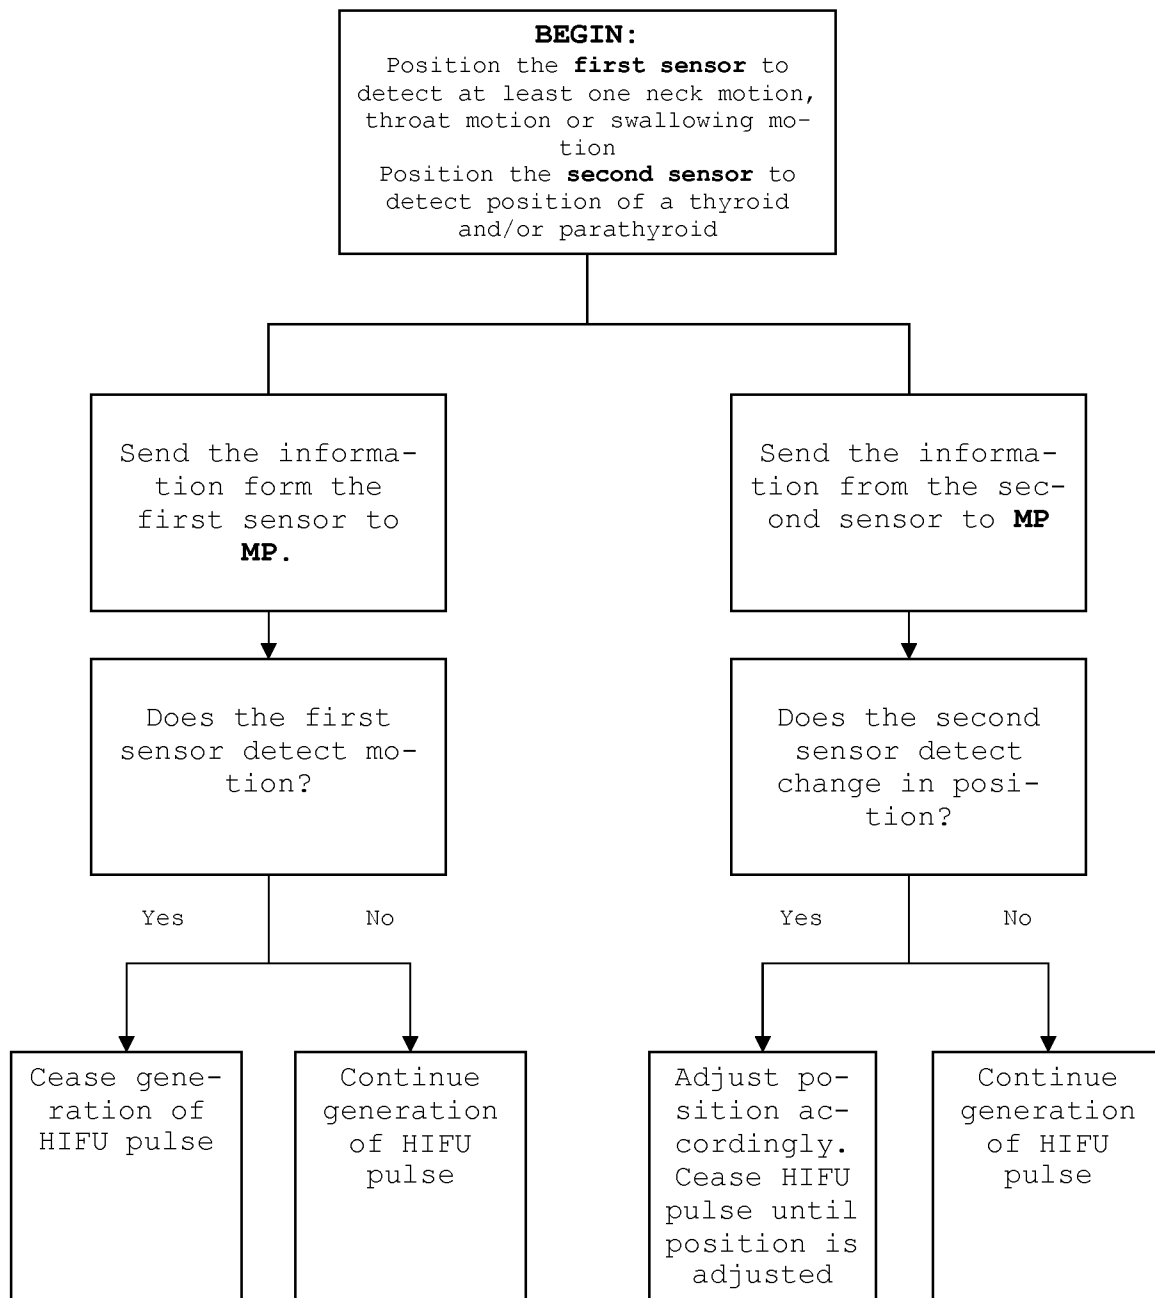 BEGIN:
Position the first sensor to
detect at least one neck motion,
throat motion or swallowing mo-
tion
Position the second sensor to
detect position of a thyroid
and/or parathyroid
Send the informa-
tion form the
first sensor to
MP.
Send the informa-
tion from the sec-
ond sensor to MP
Does the first
sensor detect mo-
tion?
Does the second
sensor detect
change in posi-
tion?
Yes
No
Yes
No
Cease gene-
ration of
HIFU pulse
Continue
generation
of HIFU
pulse
Adjust po-
sition ac-
cordingly.
Cease HIFU
pulse until
position is
adjusted
Continue
generation
of HIFU
pulse